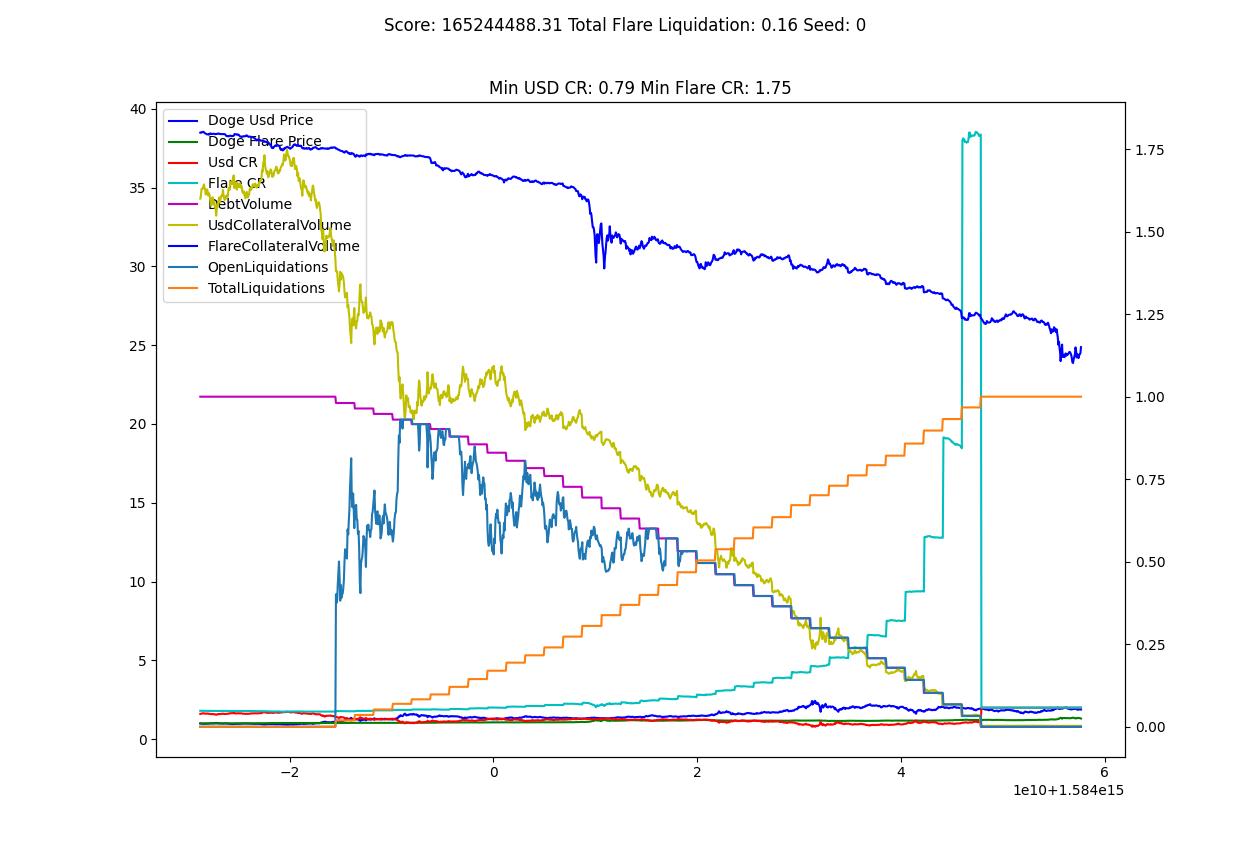 Score: 165244488.31 Total Flare Liquidation: 0.16 Seed: 0
Min USD CR: 0.79 Min Flare CR: 1.75
Doge Usd Price
Doge Flare Price
Usd CR
Flare CR
DebtVolume
UsdCollateralVolume
FlareCollateralVolume
OpenLiquidations
TotalLiquidations
40
35
30
25
20
15
10
5
0
1.75
1.50
1.25
1.00
0.75
0.50
0.25
0.00
−2
0
2
4
6
1e10+1.584e15